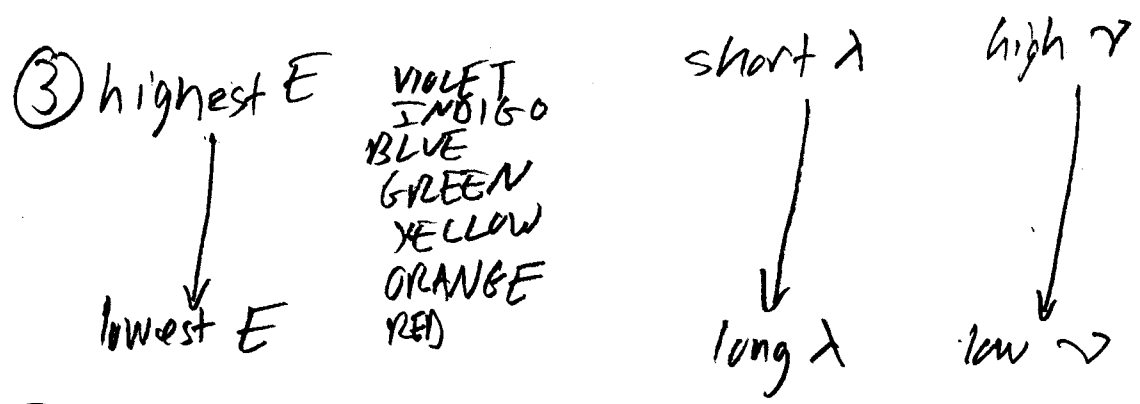 ③ highest E
VIOLET
INDIGO
BLUE
GREEN
YELLOW
ORANGE
RED
lowest E
short λ
long λ
high ν
low ν